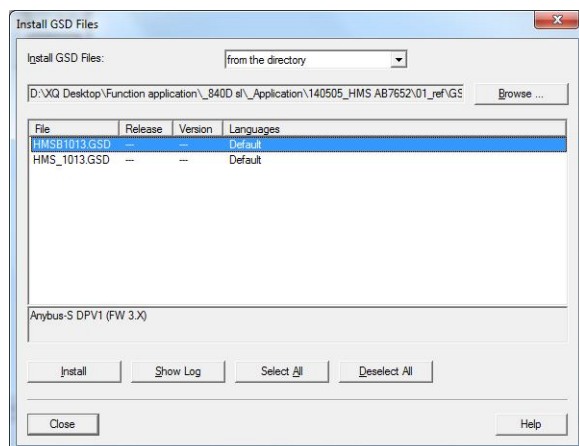 Install GSD Files
Install GSD Files:
from the directory
D:\XQ Desktop\Function application\_840D sl\_Application\140505_HMS AB7652\01_ref\GS
Browse ...
File Release Version Languages
HMSB1013.GSD --- --- Default
HMS_1013.GSD --- --- Default
Anybus-S DPV1 (FW 3.X)
Install Show Log Select All Deselect All
Close Help